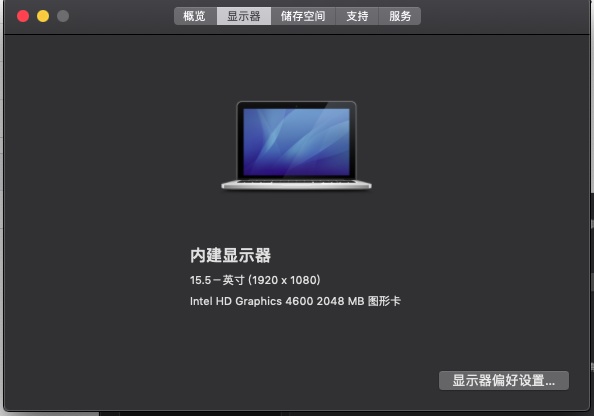 概览 显示器 储存空间 支持 服务
内建显示器
15.5－英寸 (1920 x 1080)
Intel HD Graphics 4600 2048 MB 图形卡
显示器偏好设置...